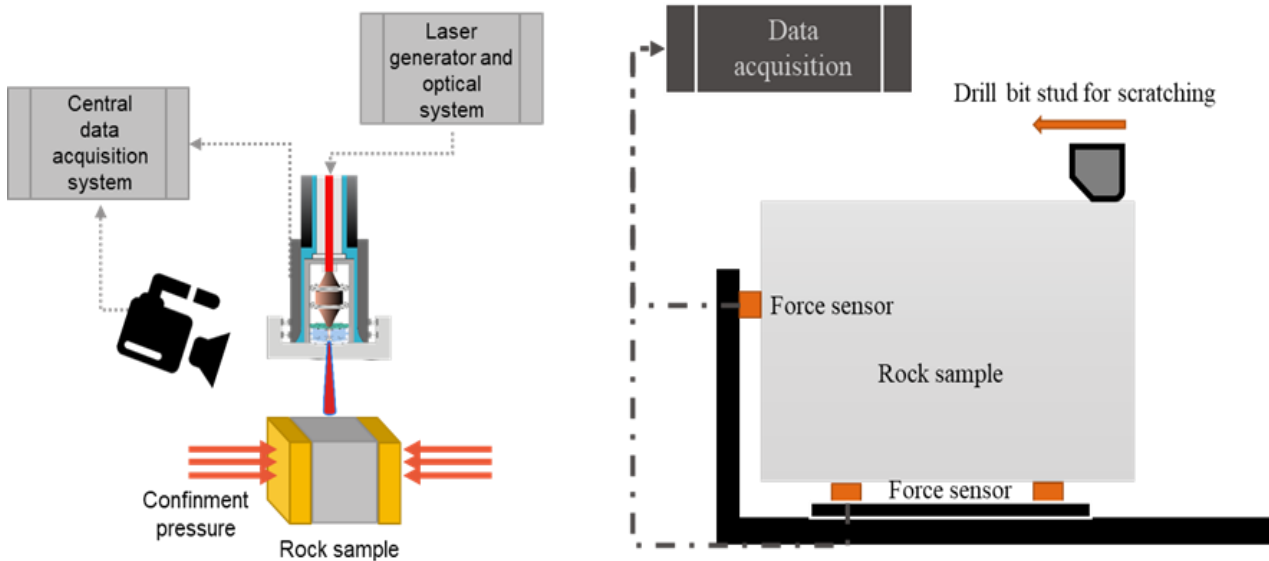 Laser
generator and
optical
system
Central
data
acquisition
system
Confinment
pressure
Rock sample
Data
acquisition
Drill bit stud for scratching
Force sensor
Rock sample
Force sensor